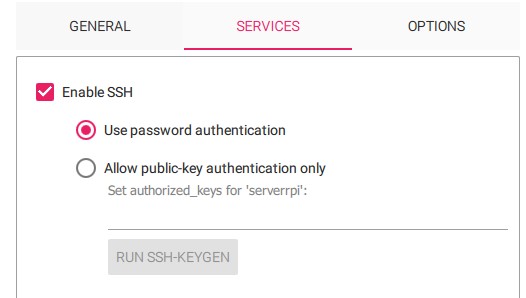 GENERAL SERVICES OPTIONS
Enable SSH
Use password authentication
Allow public-key authentication only
Set authorized_keys for 'serverrpi':
RUN SSH-KEYGEN